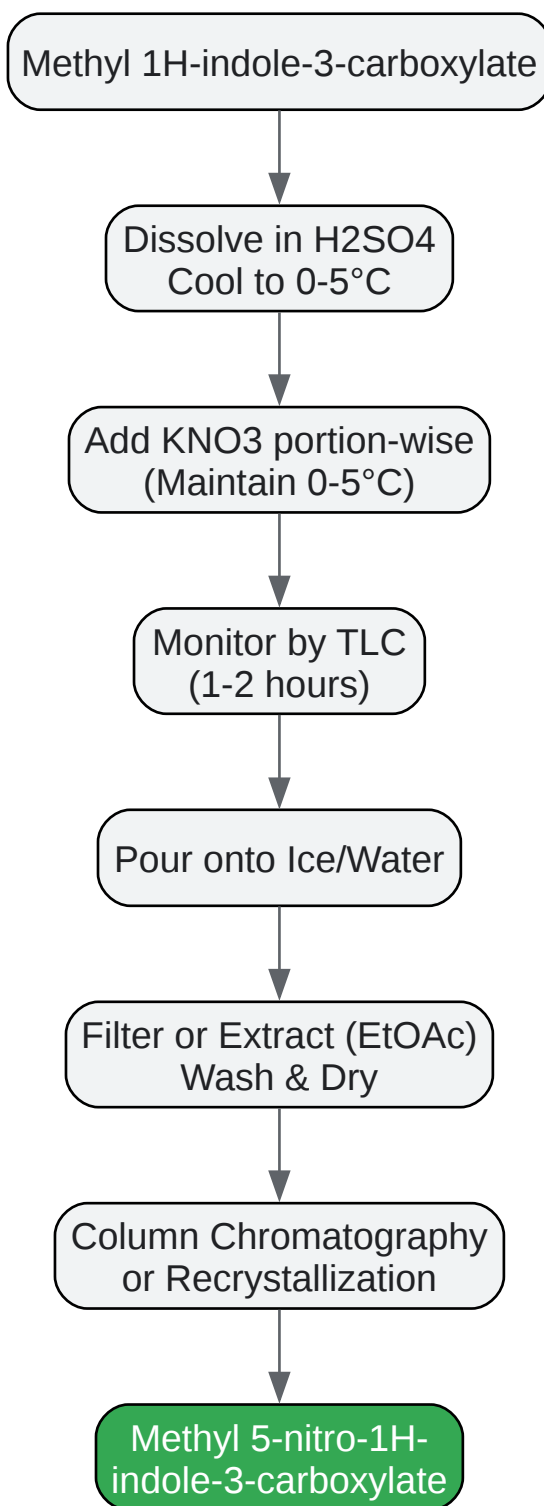 Methyl 1H-indole-3-carboxylate
Dissolve in H2SO4
Cool to 0-5°C
Add KNO3 portion-wise
(Maintain 0-5°C)
Monitor by TLC
(1-2 hours)
Pour onto Ice/Water
Filter or Extract (EtOAc)
Wash & Dry
Column Chromatography
or Recrystallization
Methyl 5-nitro-1H-
indole-3-carboxylate